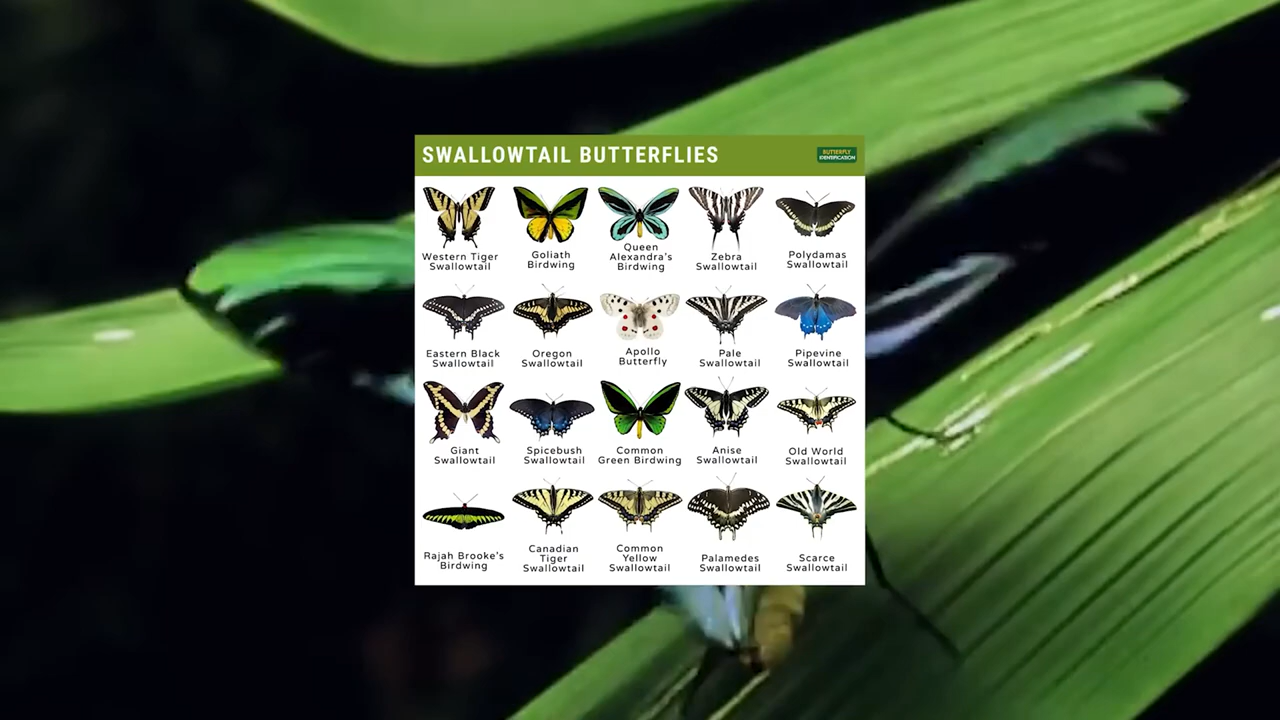 SWALLOWTAIL BUTTERFLIES
BUTTERFLY
IDENTIFICATION
Western Tiger
Swallowtail
Goliath
Birdwing
Queen
Alexandra's
Birdwing
Zebra
Swallowtail
Polydamas
Swallowtail
Eastern Black
Swallowtail
Oregon
Swallowtail
Apollo
Butterfly
Pale
Swallowtail
Pipevine
Swallowtail
Giant
Swallowtail
Spicebush
Swallowtail
Common
Green Birdwing
Anise
Swallowtail
Old World
Swallowtail
Rajah Brooke's
Birdwing
Canadian
Tiger
Swallowtail
Common
Yellow
Swallowtail
Palamedes
Swallowtail
Scarce
Swallowtail